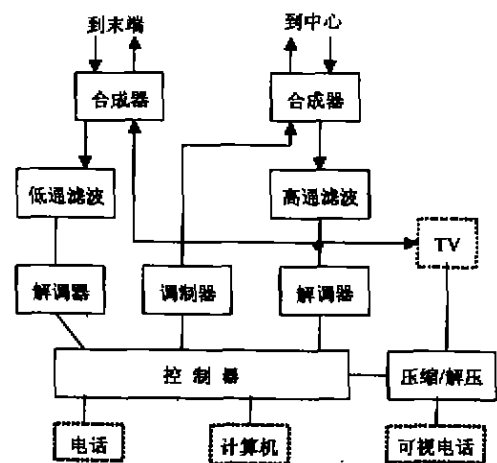 到末端
到中心
合成器
合成器
低通滤波
高通滤波
TV
解调器
调制器
解调器
控制器
压缩/解压
电话
计算机
可视电话